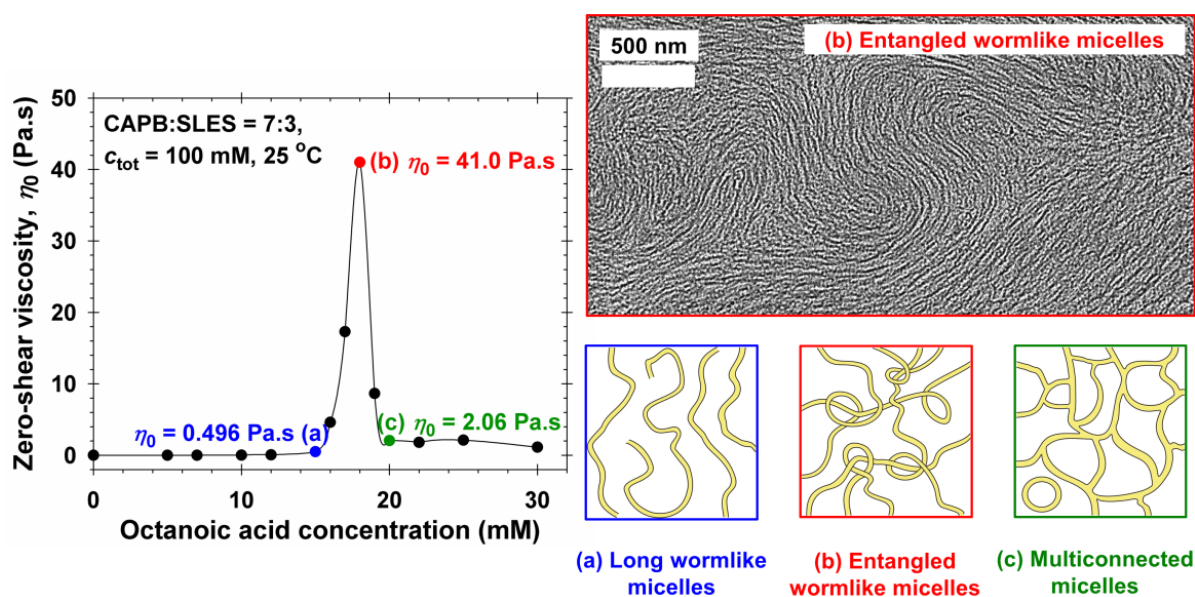 Zero-shear viscosity, η₀ (Pa.s)
50
40
30
20
10
0
CAPB:SLES = 7:3,
c_tot = 100 mM, 25 °C
(b) η₀ = 41.0 Pa.s
η₀ = 0.496 Pa.s (a)
(c) η₀ = 2.06 Pa.s
0 10 20 30
Octanoic acid concentration (mM)
500 nm
(b) Entangled wormlike micelles
(a) Long wormlike
micelles
(b) Entangled
wormlike micelles
(c) Multiconnected
micelles